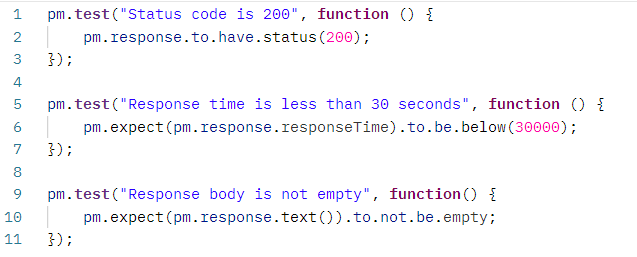 1 pm.test("Status code is 200", function () {
2     pm.response.to.have.status(200);
3 });
4
5 pm.test("Response time is less than 30 seconds", function () {
6     pm.expect(pm.response.responseTime).to.be.below(30000);
7 });
8
9 pm.test("Response body is not empty", function() {
10     pm.expect(pm.response.text()).to.not.be.empty;
11 });